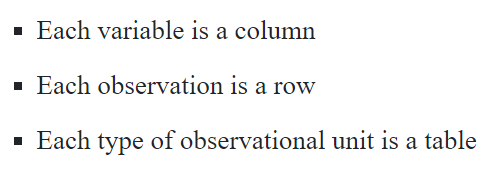 ▪ Each variable is a column
▪ Each observation is a row
▪ Each type of observational unit is a table